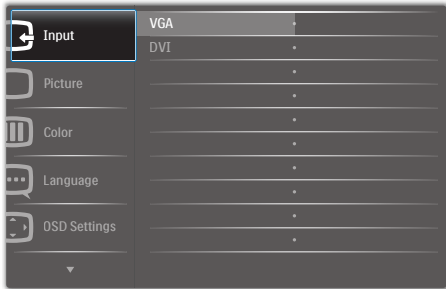 Input
VGA
DVI
Picture
Color
Language
OSD Settings